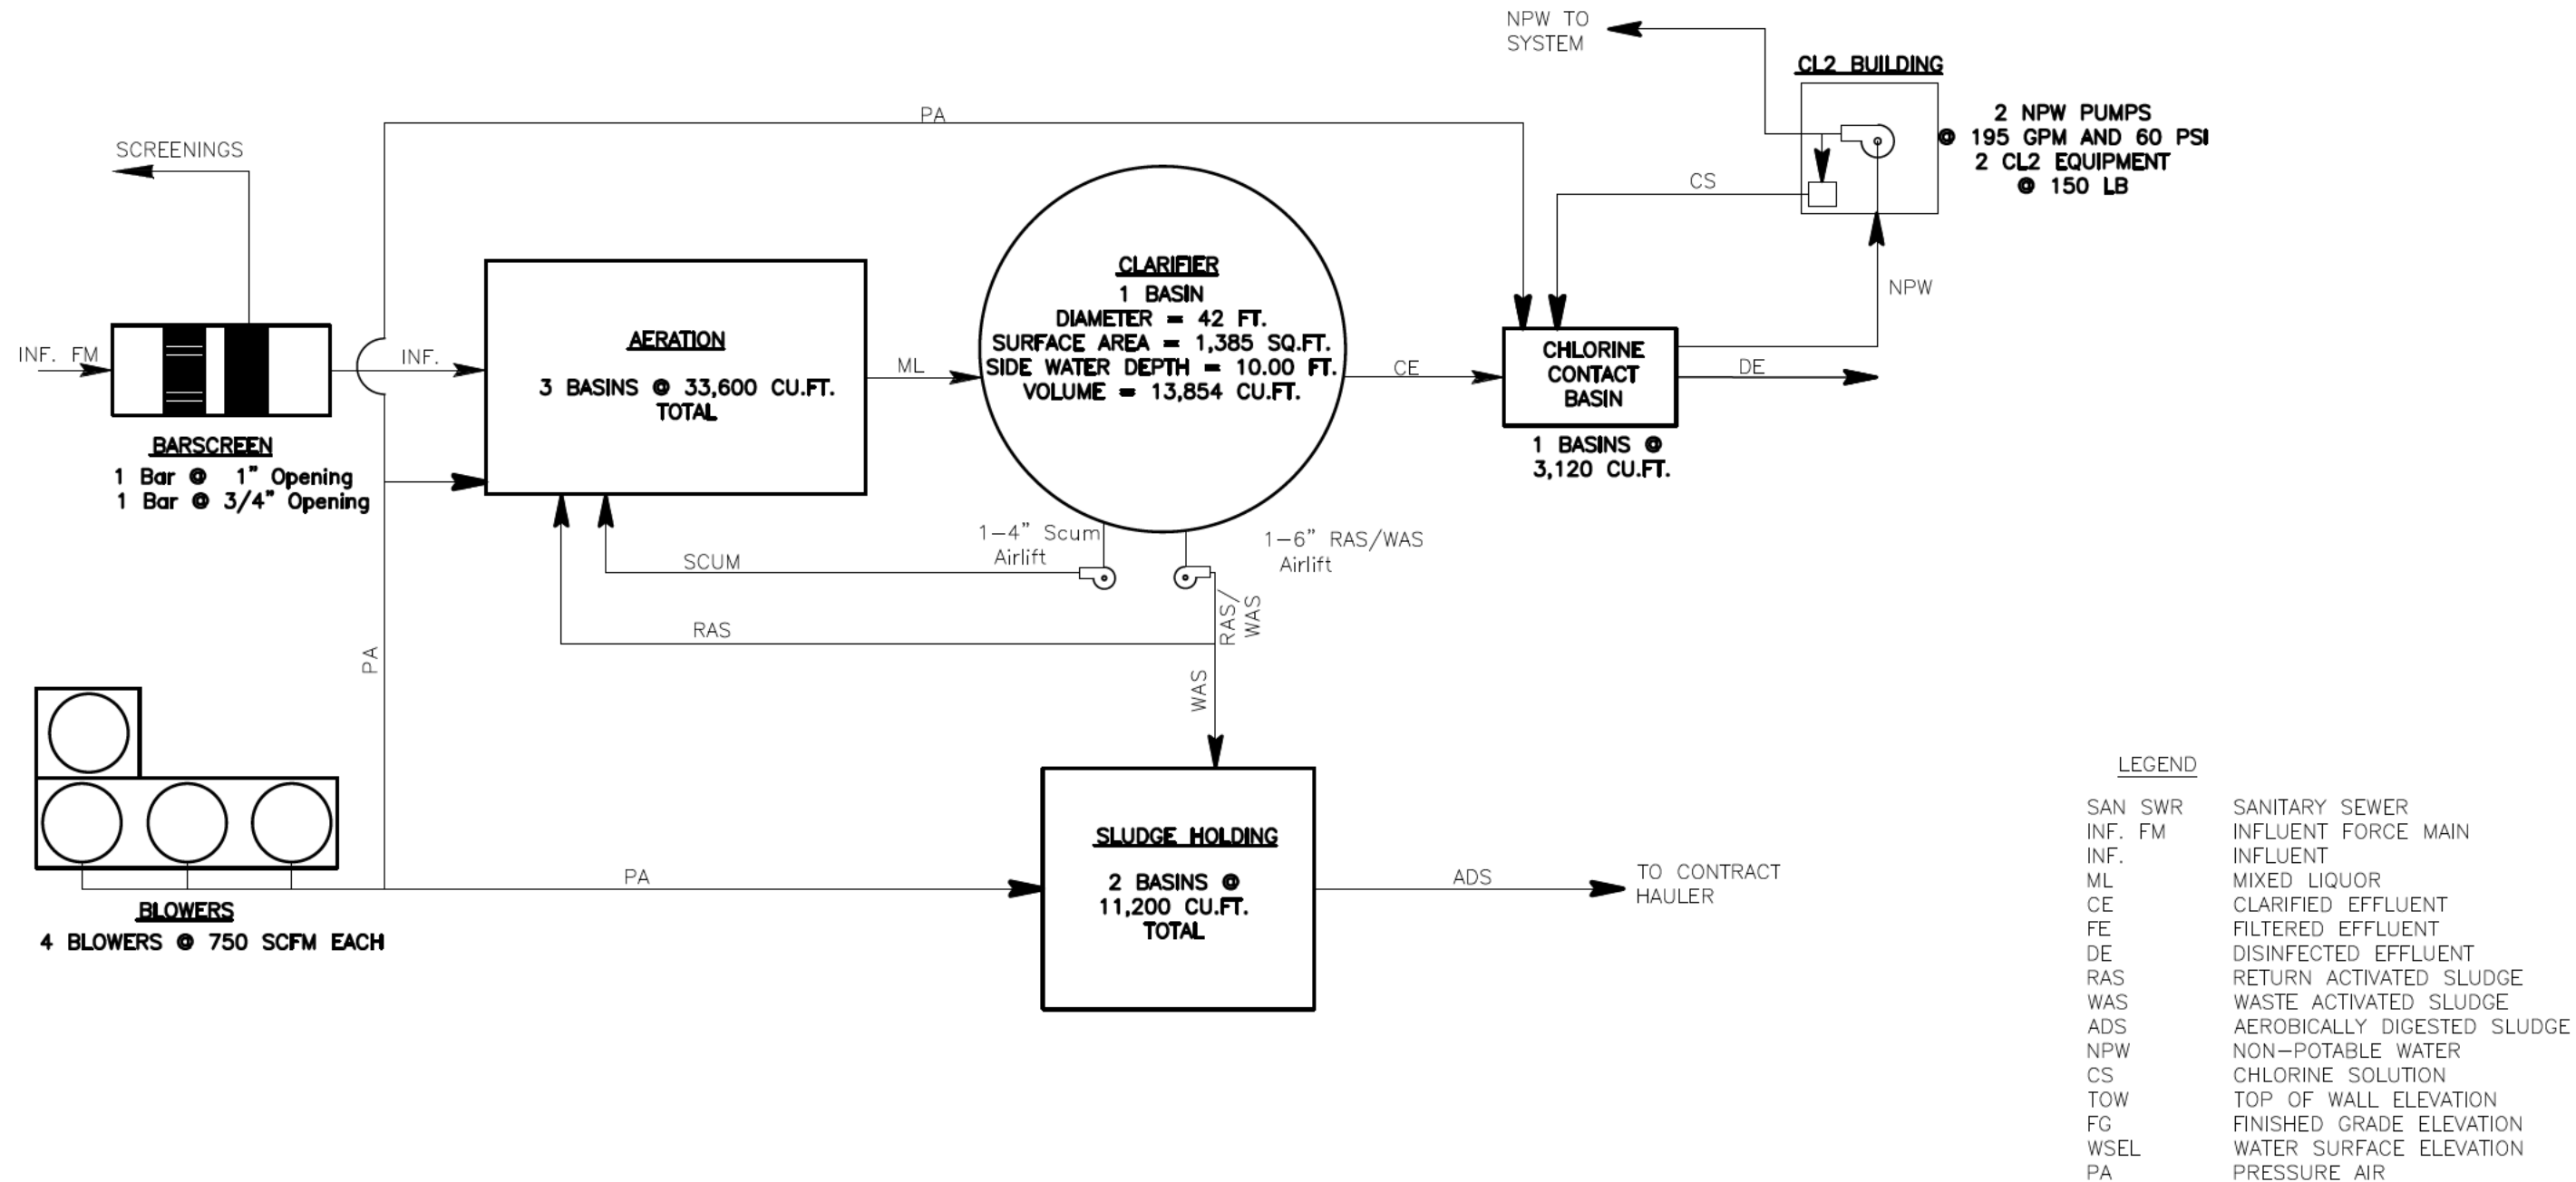 NPW TO
SYSTEM
CL2 BUILDING
2 NPW PUMPS
@ 195 GPM AND 60 PSI
2 CL2 EQUIPMENT
@ 150 LB
PA
SCREENINGS
CS
NPW
INF. FM
INF.
BARSCREEN
1 Bar @ 1" Opening
1 Bar @ 3/4" Opening
AERATION
3 BASINS @ 33,600 CU.FT.
TOTAL
ML
CLARIFIER
1 BASIN
DIAMETER = 42 FT.
SURFACE AREA = 1,385 SQ.FT.
SIDE WATER DEPTH = 10.00 FT.
VOLUME = 13,854 CU.FT.
CE
CHLORINE
CONTACT
BASIN
DE
1 BASINS @
3,120 CU.FT.
1-4" Scum
Airlift
1-6" RAS/WAS
Airlift
SCUM
RAS
RAS/
WAS
PA
WAS
BLOWERS
4 BLOWERS @ 750 SCFM EACH
PA
SLUDGE HOLDING
2 BASINS @
11,200 CU.FT.
TOTAL
ADS
TO CONTRACT
HAULER
LEGEND
SAN SWR SANITARY SEWER
INF. FM INFLUENT FORCE MAIN
INF. INFLUENT
ML MIXED LIQUOR
CE CLARIFIED EFFLUENT
FE FILTERED EFFLUENT
DE DISINFECTED EFFLUENT
RAS RETURN ACTIVATED SLUDGE
WAS WASTE ACTIVATED SLUDGE
ADS AEROBICALLY DIGESTED SLUDGE
NPW NON-POTABLE WATER
CS CHLORINE SOLUTION
TOW TOP OF WALL ELEVATION
FG FINISHED GRADE ELEVATION
WSEL WATER SURFACE ELEVATION
PA PRESSURE AIR